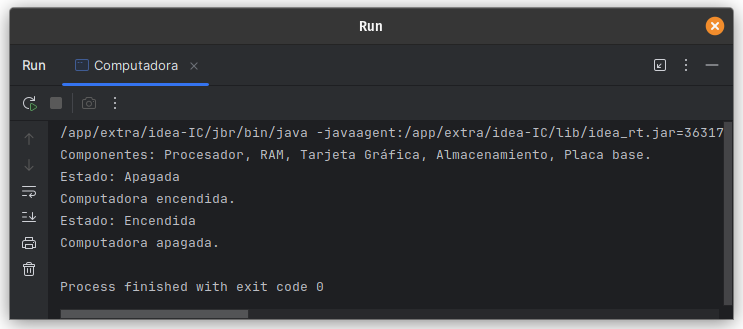 Run
Run Computadora
/app/extra/idea-IC/jbr/bin/java -javaagent:/app/extra/idea-IC/lib/idea_rt.jar=36317
Componentes: Procesador, RAM, Tarjeta Gráfica, Almacenamiento, Placa base.
Estado: Apagada
Computadora encendida.
Estado: Encendida
Computadora apagada.
Process finished with exit code 0